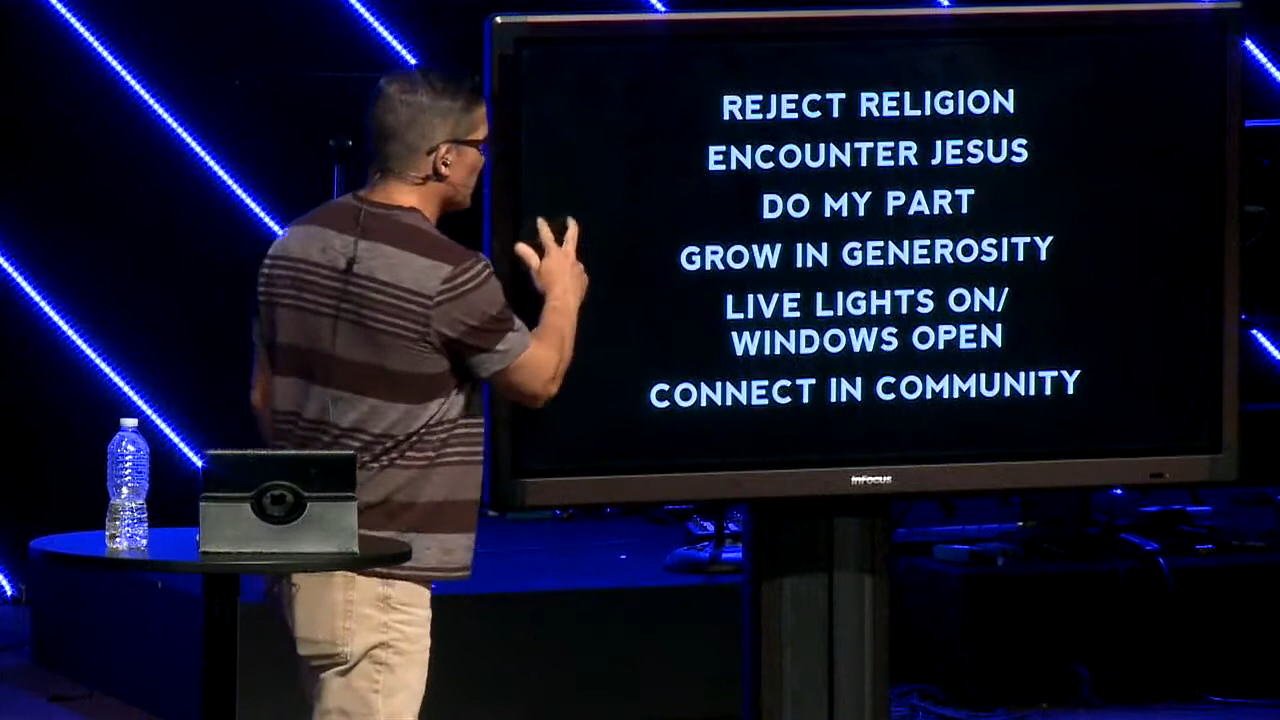 REJECT RELIGION
ENCOUNTER JESUS
DO MY PART
GROW IN GENEROSITY
LIVE LIGHTS ON/
WINDOWS OPEN
CONNECT IN COMMUNITY
InFocus